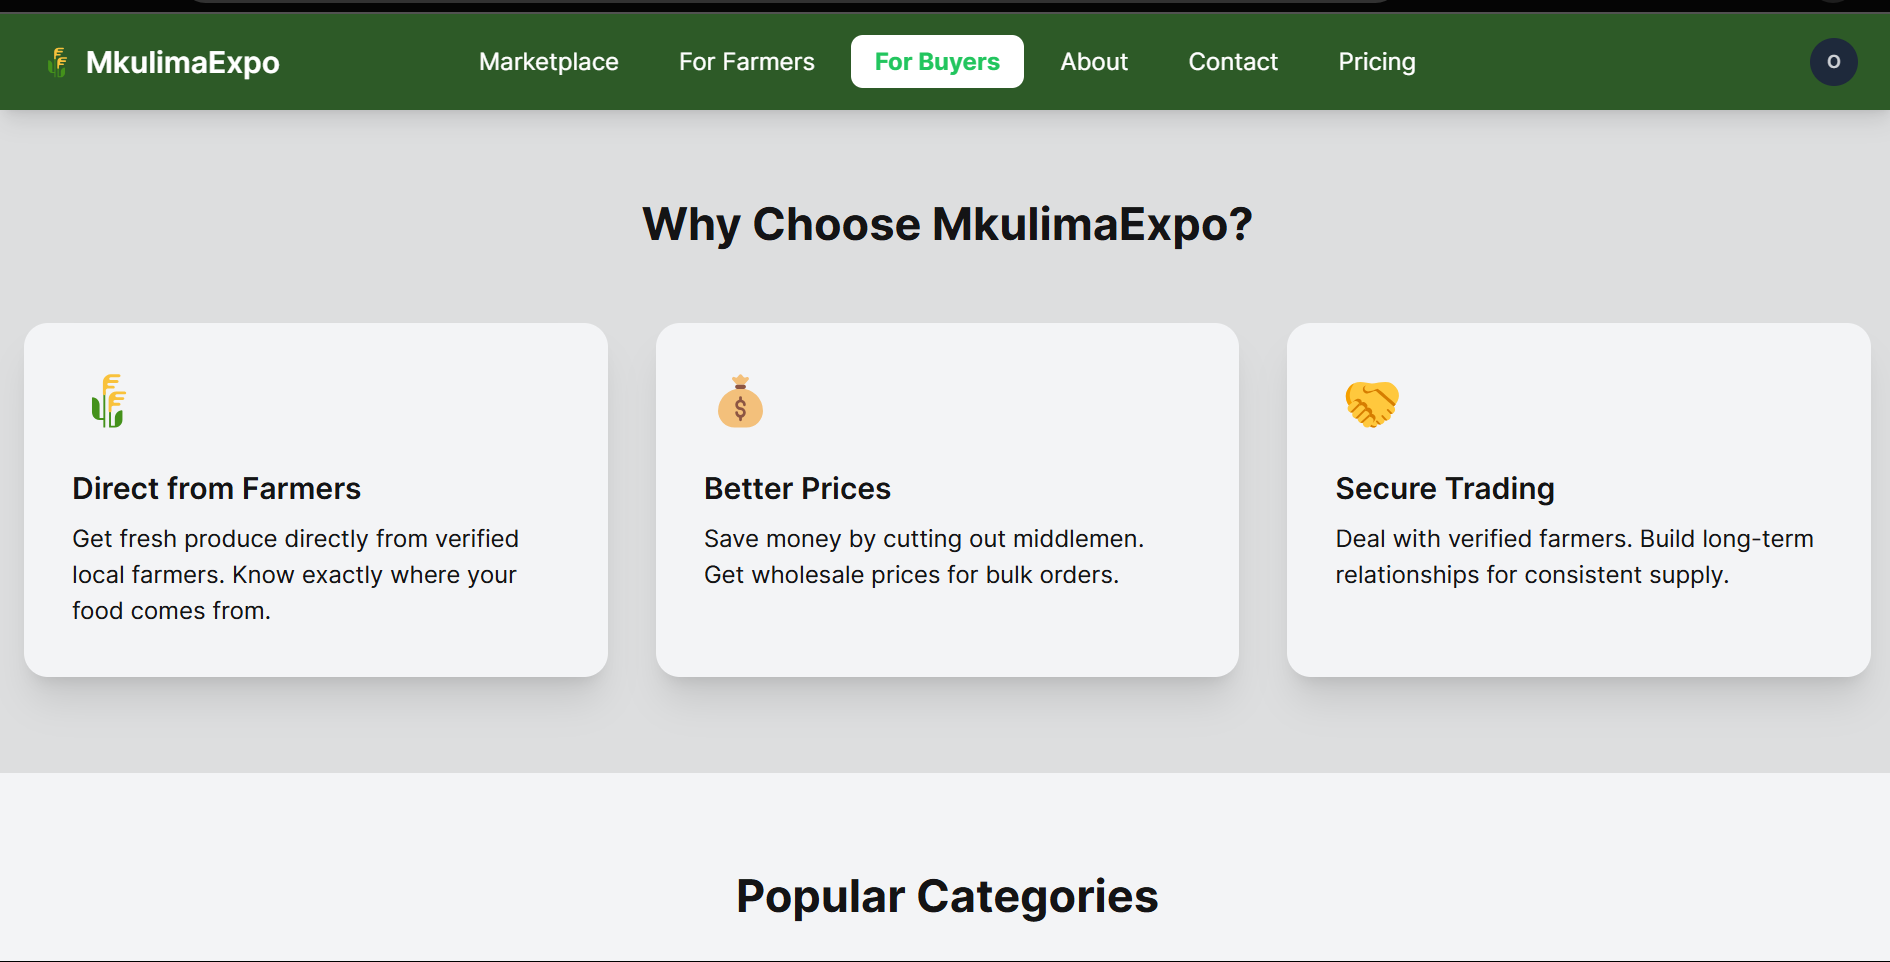 MkulimaExpo
Marketplace
For Farmers
For Buyers
About
Contact
Pricing
O
Why Choose MkulimaExpo?
Direct from Farmers
Get fresh produce directly from verified
local farmers. Know exactly where your
food comes from.
Better Prices
Save money by cutting out middlemen.
Get wholesale prices for bulk orders.
Secure Trading
Deal with verified farmers. Build long-term
relationships for consistent supply.
Popular Categories